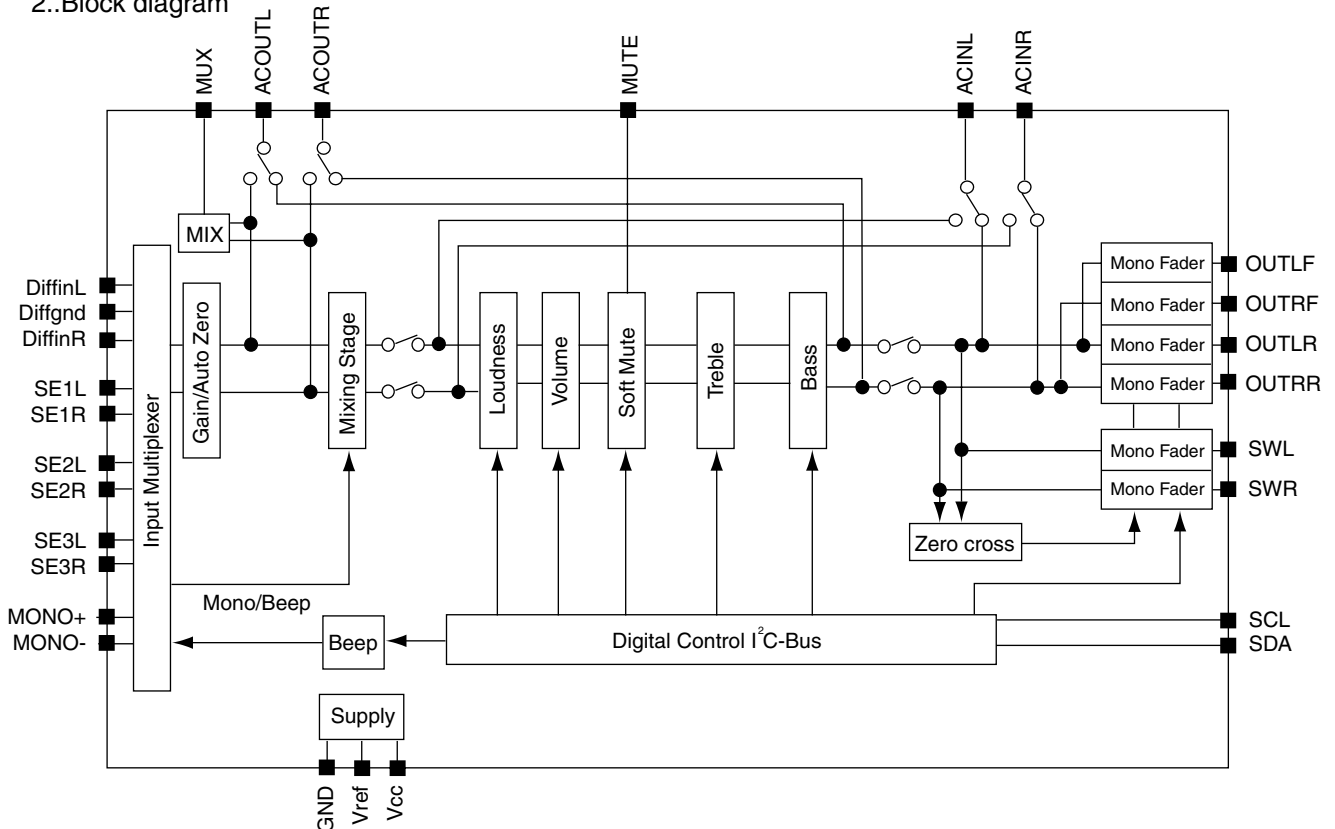 2..Block diagram
MUX
ACOUTL
ACOUTR
MUTE
ACINL
ACINR
MIX
DiffinL
Diffgnd
DiffinR
SE1L
SE1R
SE2L
SE2R
SE3L
SE3R
MONO+
MONO-
Input Multiplexer
Gain/Auto Zero
Mixing Stage
Loudness
Volume
Soft Mute
Treble
Bass
Mono Fader
Mono Fader
Mono Fader
Mono Fader
Mono Fader
Mono Fader
OUTLF
OUTRF
OUTLR
OUTRR
SWL
SWR
Zero cross
Mono/Beep
Beep
Digital Control I²C-Bus
SCL
SDA
Supply
GND
Vref
Vcc